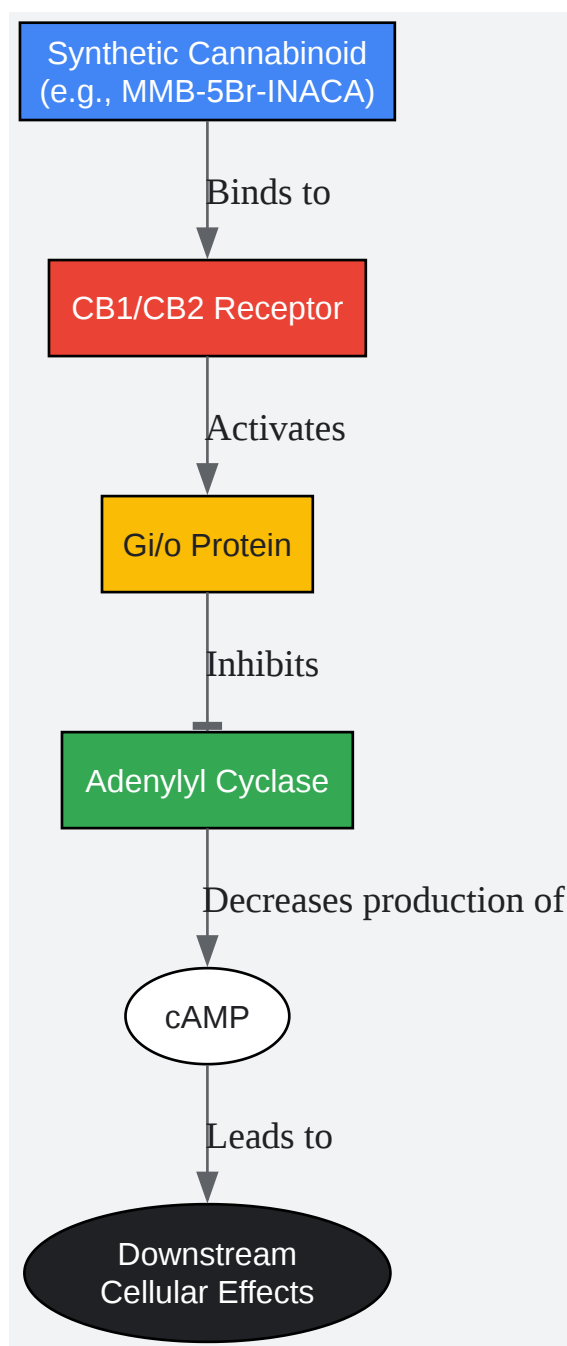 Synthetic Cannabinoid
(e.g., MMB-5Br-INACA)
Binds to
CB1/CB2 Receptor
Activates
Gi/o Protein
Inhibits
Adenylyl Cyclase
Decreases production of
cAMP
Leads to
Downstream
Cellular Effects